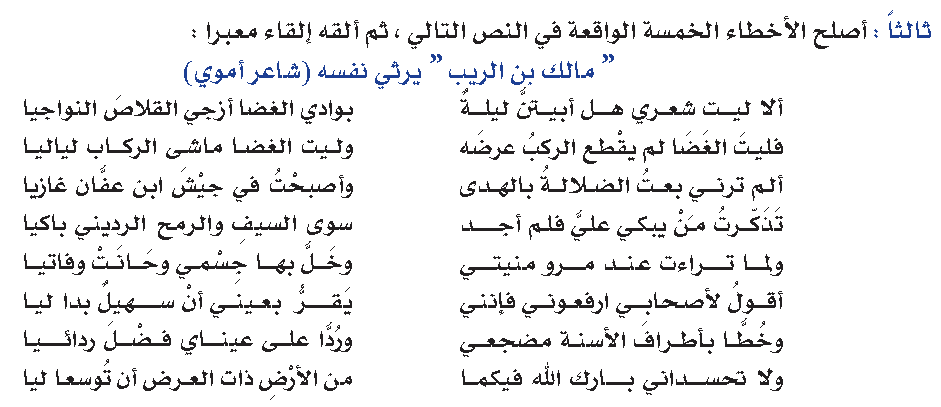 ثالثاً : أصلح الأخطاء الخمسة الواقعة في النص التالي ، ثم ألقه إلقاء معبرا :
” مالك بن الريب ” يرثي نفسه (شاعر أموي)
ألا ليت شعري هل أبيتنَّ ليلةٌ بوادي الغضا أزجي القلاصَ النواجيا
فليتَ الغَضَا لم يقْطع الركبُ عرضَه وليت الغضا ماشى الركاب لياليا
ألم ترني بعتُ الضلالةُ بالهدى وأصبحْتُ في جيْشَ ابن عفَّان غازيا
تَذَكّرتُ مَنْ يبكي عليَّ فلم أجد سوى السيفِ والرمح الرديني باكيا
ولما تراءت عند مرو منيتي وخَلَّ بها جِسْمي وحَانَتْ وفاتيا
أقولُ لأصحابي ارفعوني فإنني يَقرُّ بعينَي أنْ سهيلٌ بدا ليا
وخُطَّا بأطرافَ الأسنة مضجعي ورُدَّا على عيناي فضْلَ ردائيا
ولا تحسداني بارك الله فيكما من الأرْضِ ذات العرض أن تُوسعا ليا